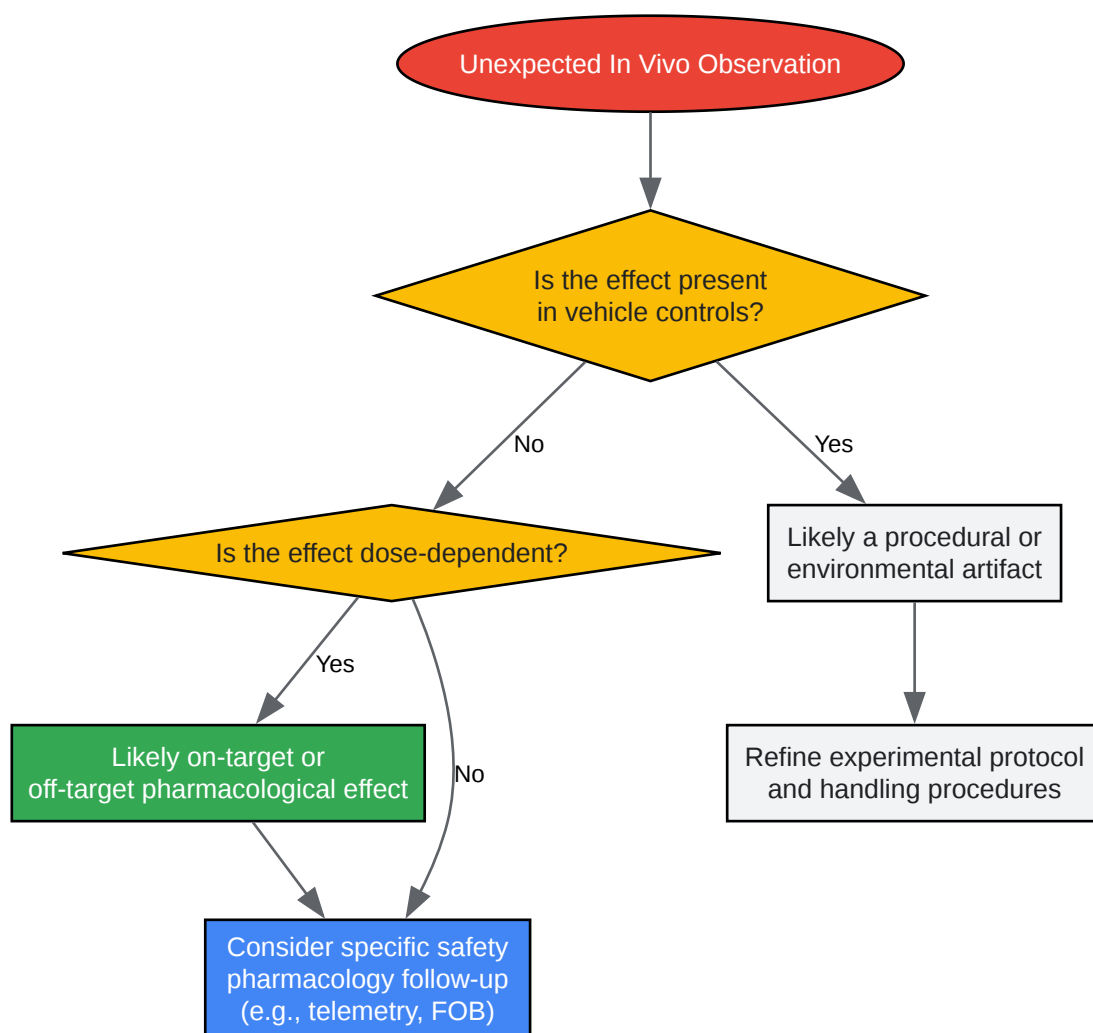 Unexpected In Vivo Observation
Is the effect present
in vehicle controls?
No
Yes
Is the effect dose-dependent?
Likely a procedural or
environmental artifact
Yes
No
Likely on-target or
off-target pharmacological effect
Refine experimental protocol
and handling procedures
Consider specific safety
pharmacology follow-up
(e.g., telemetry, FOB)